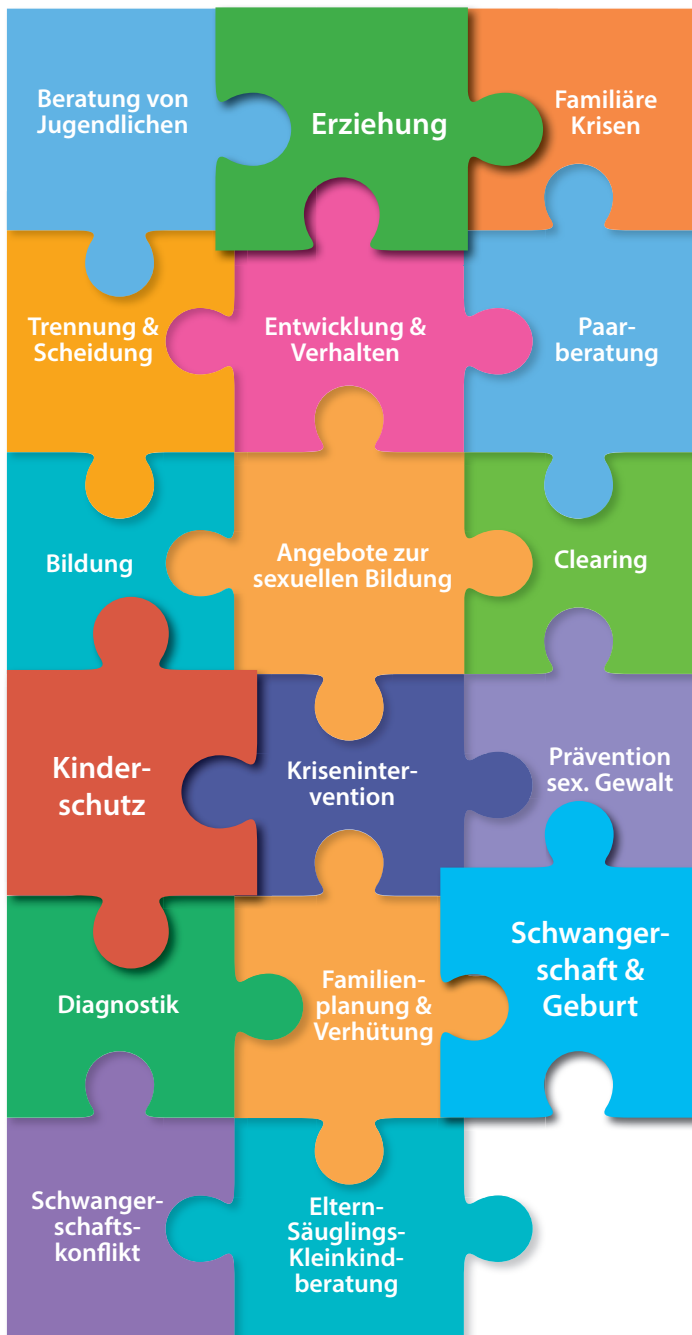 Beratung von
Jugendlichen
Erziehung
Familiäre
Krisen
Trennung &
Scheidung
Entwicklung &
Verhalten
Paar-
beratung
Bildung
Angebote zur
sexuellen Bildung
Clearing
Kinder-
schutz
Kriseninter-
vention
Prävention
sex. Gewalt
Diagnostik
Familien-
planung &
Verhütung
Schwanger-
schaft &
Geburt
Schwanger-
schafts-
konflikt
Eltern-
Säuglings-
Kleinkind-
beratung